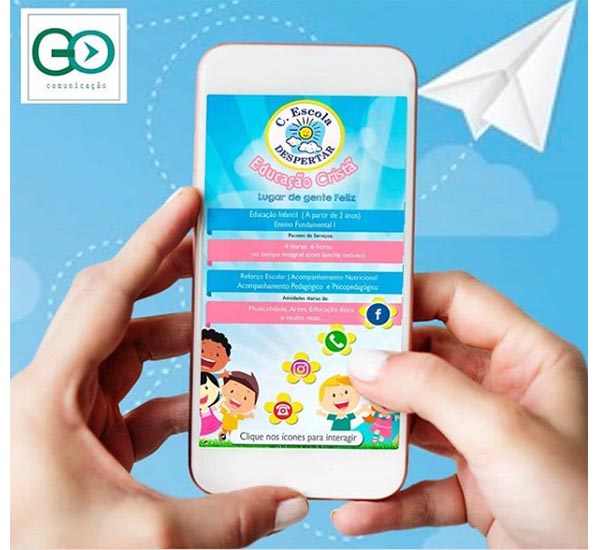 GO
comunicação
C. Escola
DESPERTAR
Educação Cristã
Lugar de gente Feliz
Educação Infantil ( A partir de 2 anos)
Ensino Fundamental I
Pacotes de Serviços
4 horas 6 horas
ou tempo integral (com lanche incluso)
Reforço Escolar | Acompanhamento Nutricional
Acompanhamento Pedagógico e Psicopedagógico
Atividades diárias de:
Musicalidade, Artes, Educação física
e muito mais...
Clique nos ícones para interagir